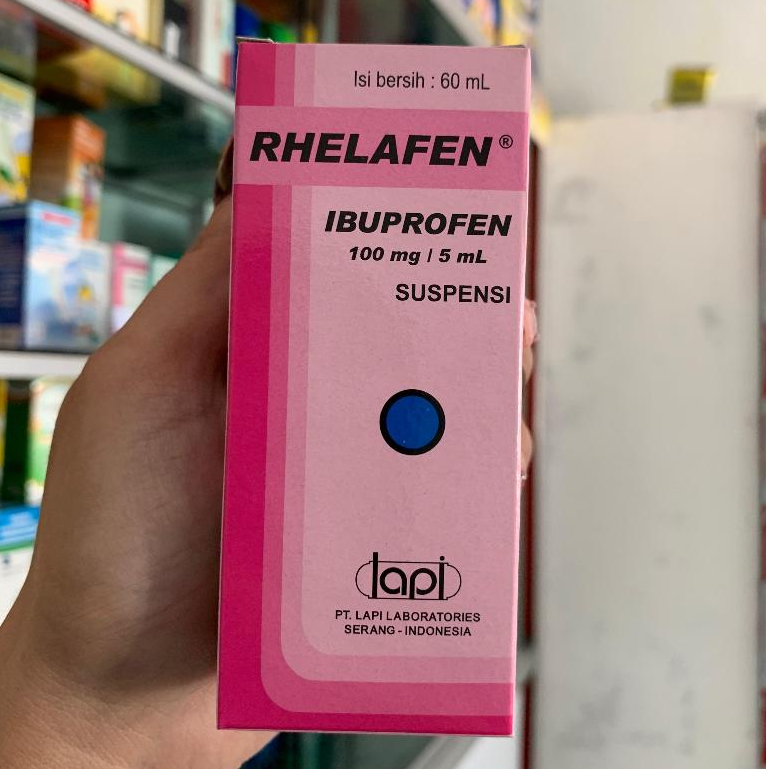 Isi bersih : 60 mL
RHELAFEN®
IBUPROFEN
100 mg / 5 mL
SUSPENSI
lapi
PT. LAPI LABORATORIES
SERANG - INDONESIA